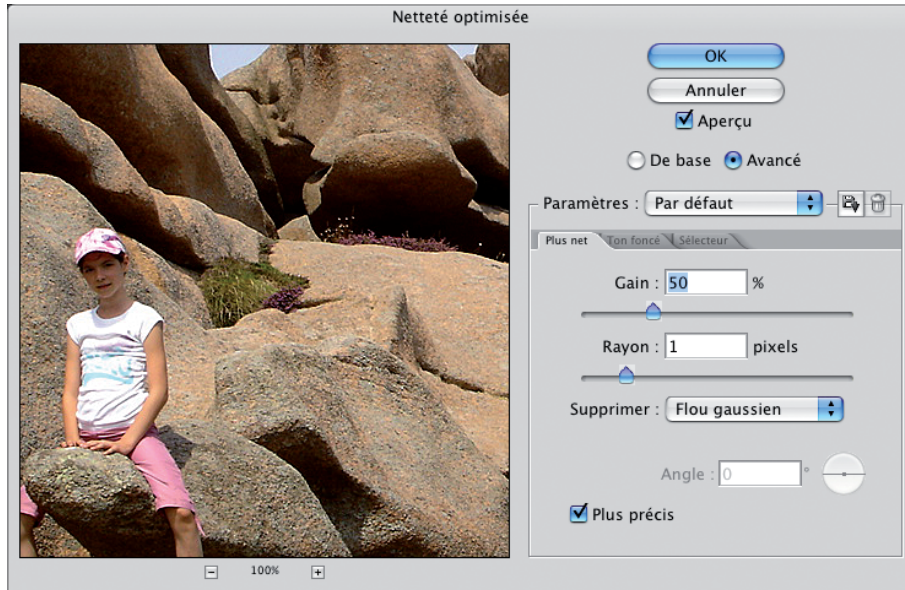 Netteté optimisée
OK
Annuler
Aperçu
De base Avancé
Paramètres : Par défaut
Plus net Ton foncé Sélecteur
Gain : 50 %
Rayon : 1 pixels
Supprimer : Flou gaussien
Angle : 0 °
Plus précis
100%